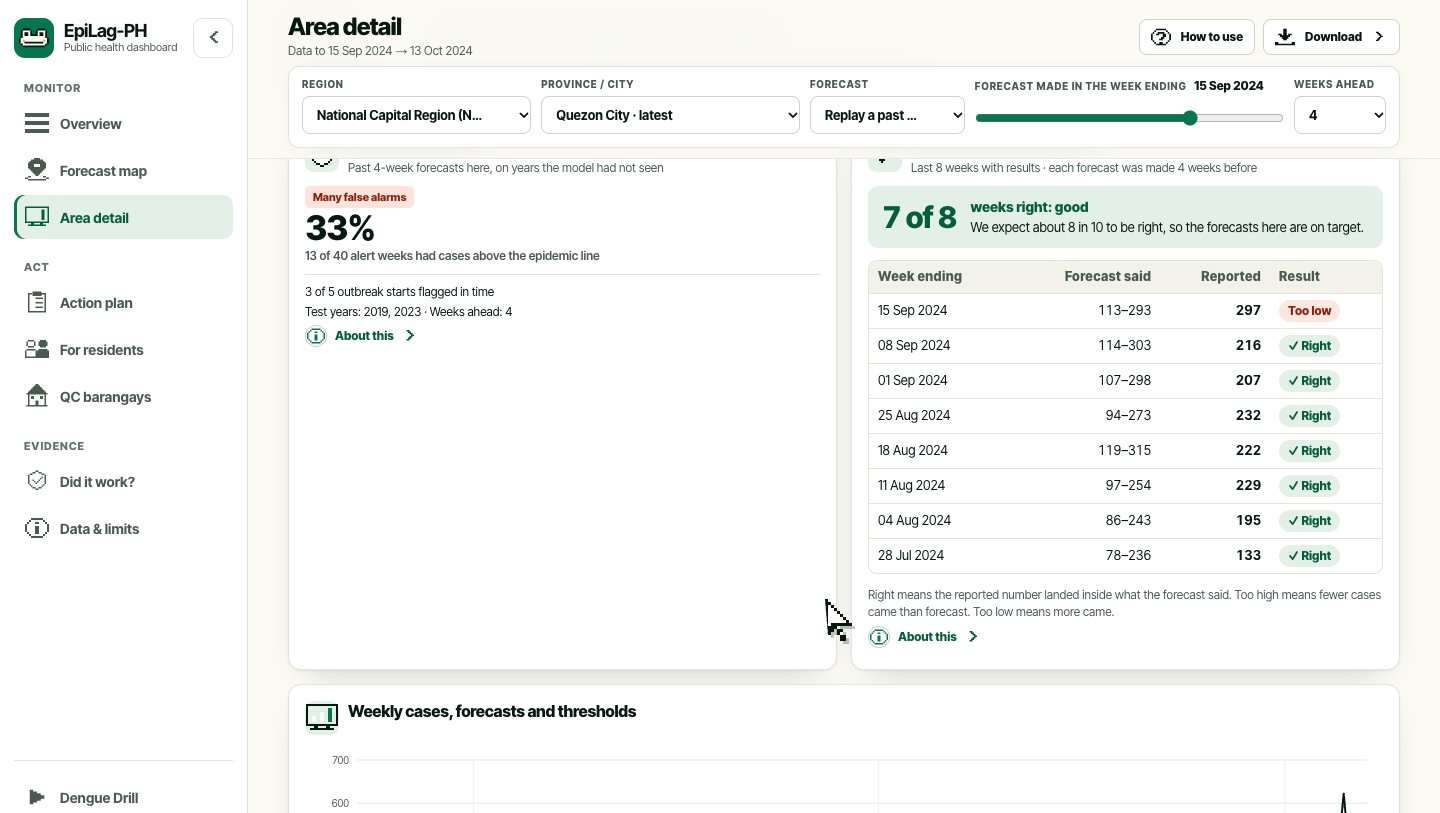 EpiLag-PH
Public health dashboard
MONITOR
Overview
Forecast map
Area detail
ACT
Action plan
For residents
QC barangays
EVIDENCE
Did it work?
Data & limits
Dengue Drill
Area detail
Data to 15 Sep 2024 → 13 Oct 2024
How to use
Download
REGION
National Capital Region (N...
PROVINCE / CITY
Quezon City · latest
FORECAST
Replay a past ...
FORECAST MADE IN THE WEEK ENDING 15 Sep 2024
WEEKS AHEAD
4
Past 4-week forecasts here, on years the model had not seen
Many false alarms
33%
13 of 40 alert weeks had cases above the epidemic line
3 of 5 outbreak starts flagged in time
Test years: 2019, 2023 · Weeks ahead: 4
About this
Last 8 weeks with results · each forecast was made 4 weeks before
7 of 8
weeks right: good
We expect about 8 in 10 to be right, so the forecasts here are on target.
Week ending Forecast said Reported Result
15 Sep 2024 113–293 297 Too low
08 Sep 2024 114–303 216 ✓ Right
01 Sep 2024 107–298 207 ✓ Right
25 Aug 2024 94–273 232 ✓ Right
18 Aug 2024 119–315 222 ✓ Right
11 Aug 2024 97–254 229 ✓ Right
04 Aug 2024 86–243 195 ✓ Right
28 Jul 2024 78–236 133 ✓ Right
Right means the reported number landed inside what the forecast said. Too high means fewer cases
came than forecast. Too low means more came.
About this
Weekly cases, forecasts and thresholds
700
600